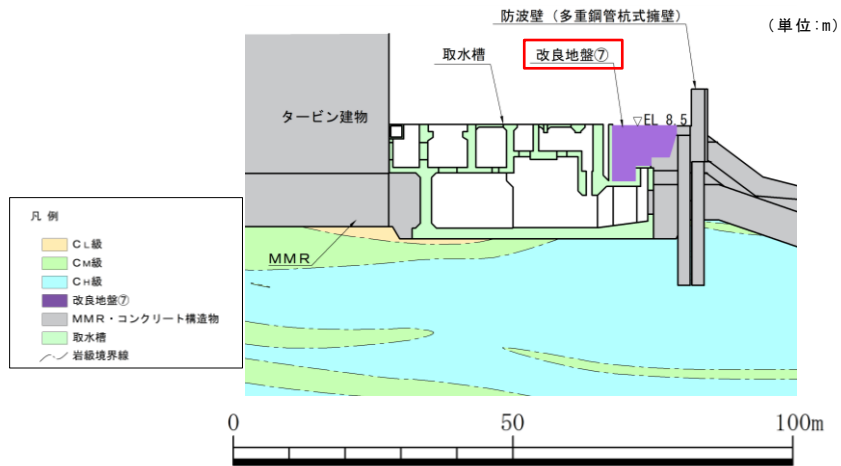 防波壁（多重鋼管杭式擁壁）
（単位:m）
取水槽
改良地盤⑦
タービン建物
▽EL 8.5
MMR
凡 例
ＣＬ級
ＣＭ級
ＣＨ級
改良地盤⑦
MMR・コンクリート構造物
取水槽
岩級境界線
0
50
100m